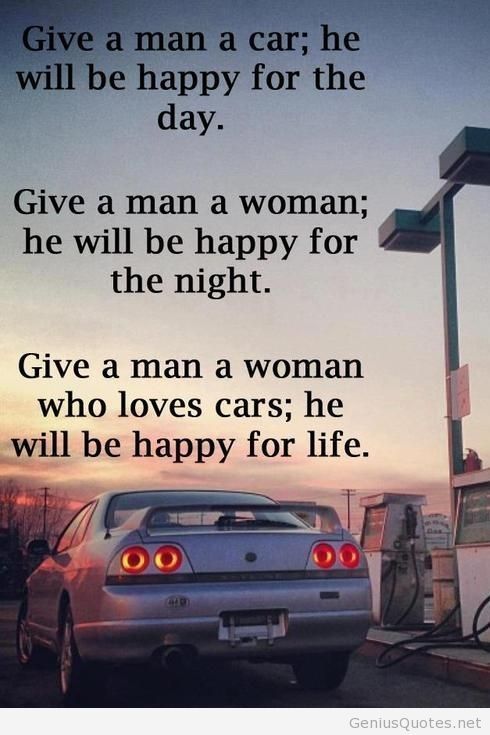 Give a man a car; he
will be happy for the
day.
Give a man a woman;
he will be happy for
the night.
Give a man a woman
who loves cars; he
will be happy for life.
GeniusQuotes.net